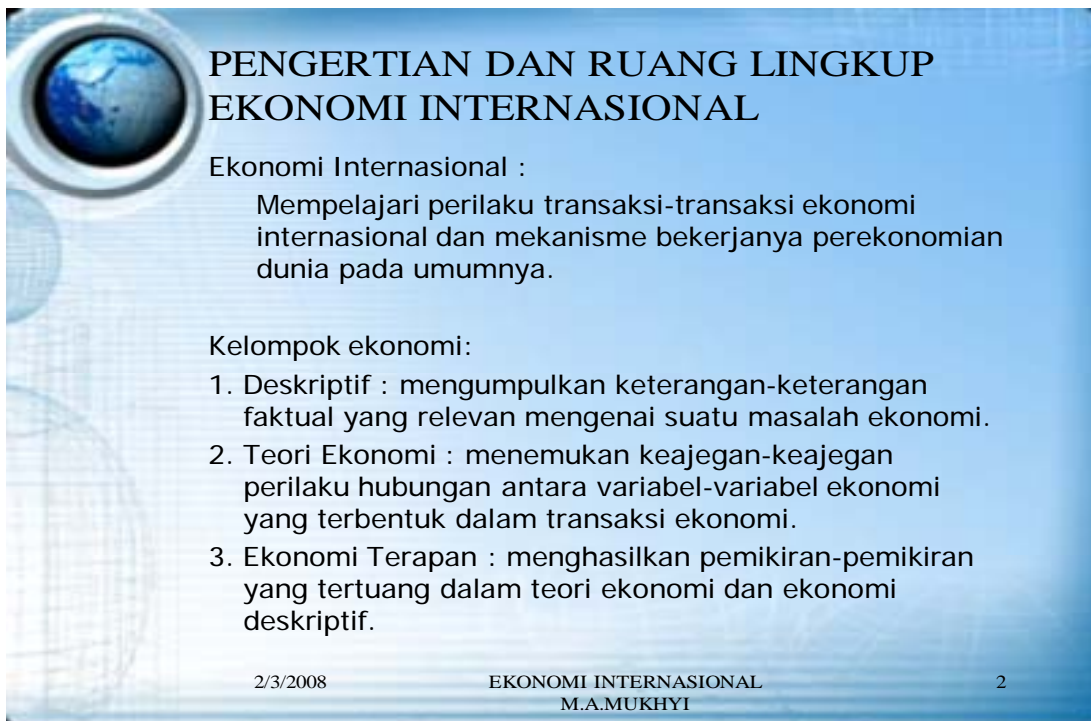 PENGERTIAN DAN RUANG LINGKUP
EKONOMI INTERNASIONAL
Ekonomi Internasional :
Mempelajari perilaku transaksi-transaksi ekonomi
internasional dan mekanisme bekerjanya perekonomian
dunia pada umumnya.
Kelompok ekonomi:
1. Deskriptif : mengumpulkan keterangan-keterangan
faktual yang relevan mengenai suatu masalah ekonomi.
2. Teori Ekonomi : menemukan keajegan-keajegan
perilaku hubungan antara variabel-variabel ekonomi
yang terbentuk dalam transaksi ekonomi.
3. Ekonomi Terapan : menghasilkan pemikiran-pemikiran
yang tertuang dalam teori ekonomi dan ekonomi
deskriptif.
2/3/2008 EKONOMI INTERNASIONAL 2
M.A.MUKHYI